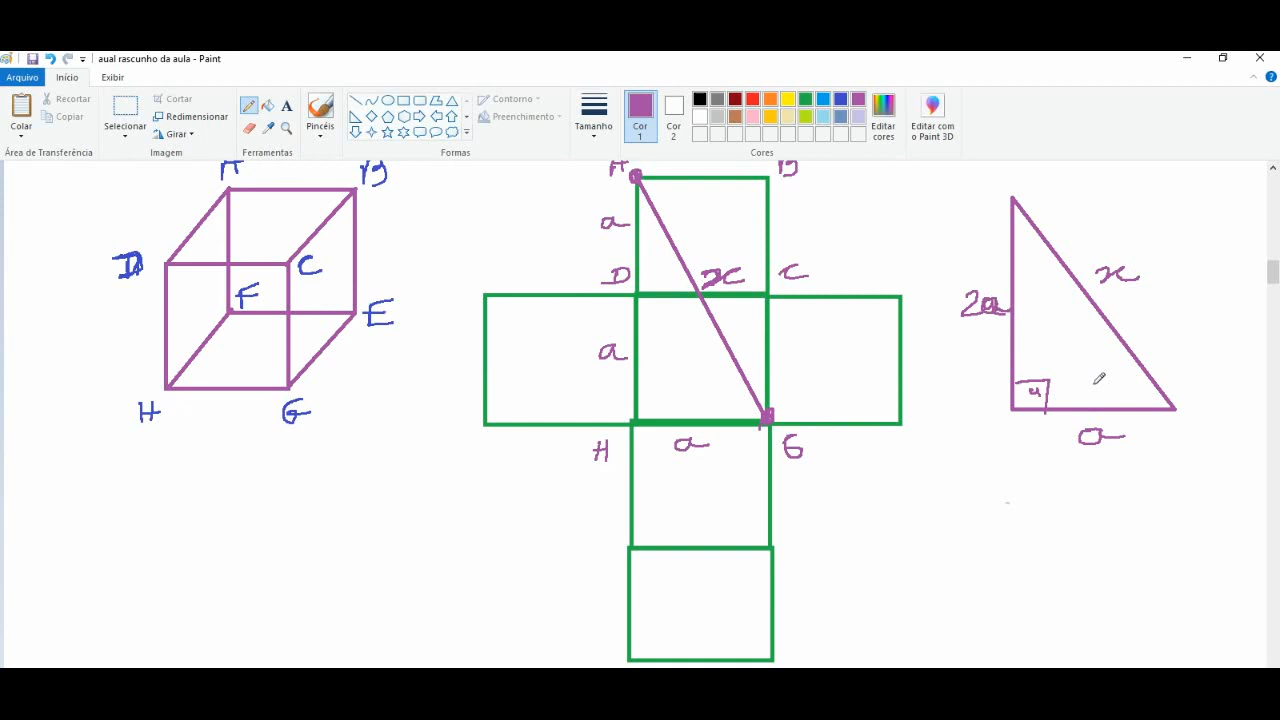 aual rascunho da aula - Paint
Arquivo Início Exibir
Colar
Recortar
Copiar
Área de Transferência
Selecionar
Redimensionar
Girar
Imagem
A
Ferramentas
Pincéis
Contorno
Preenchimento
Formas
Tamanho
Cor 1
Cor 2
Editar cores
Cores
Editar com o Paint 3D
A B
D C
F E
H G
A B
a
D x C
a
H a G
2a x
a